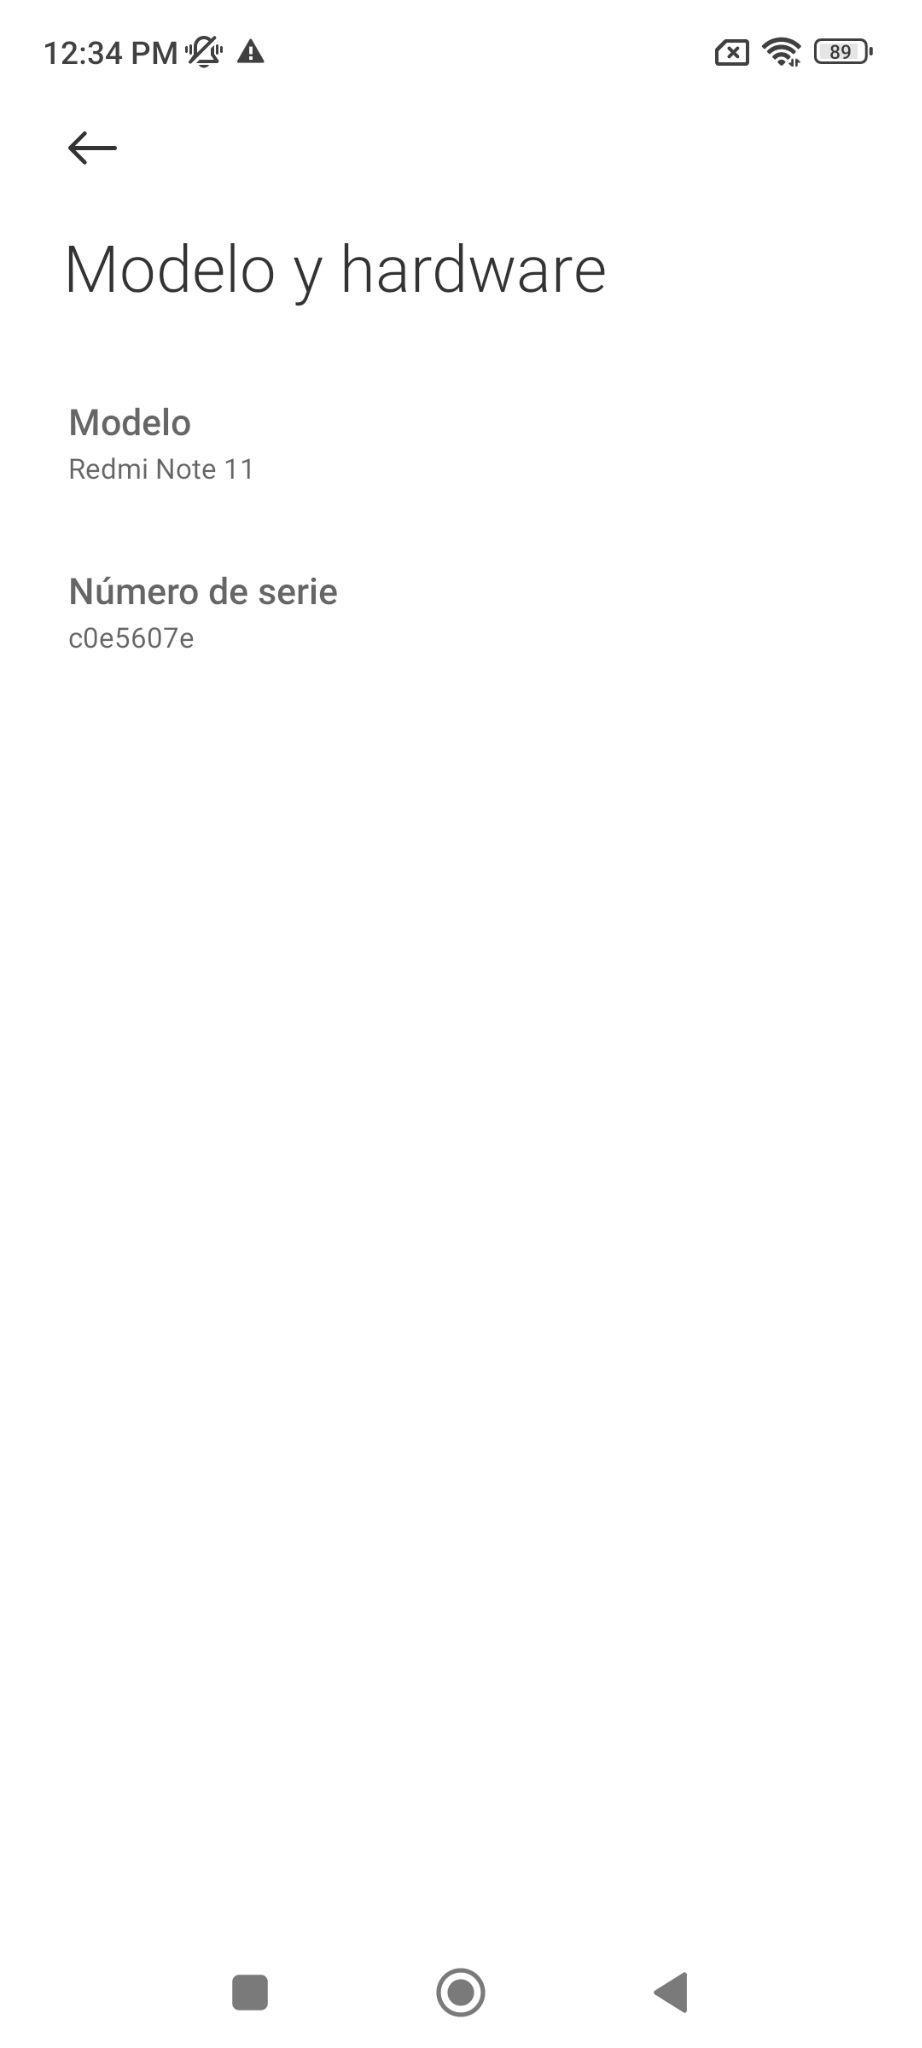 12:34 PM
89
Modelo y hardware
Modelo
Redmi Note 11
Número de serie
c0e5607e